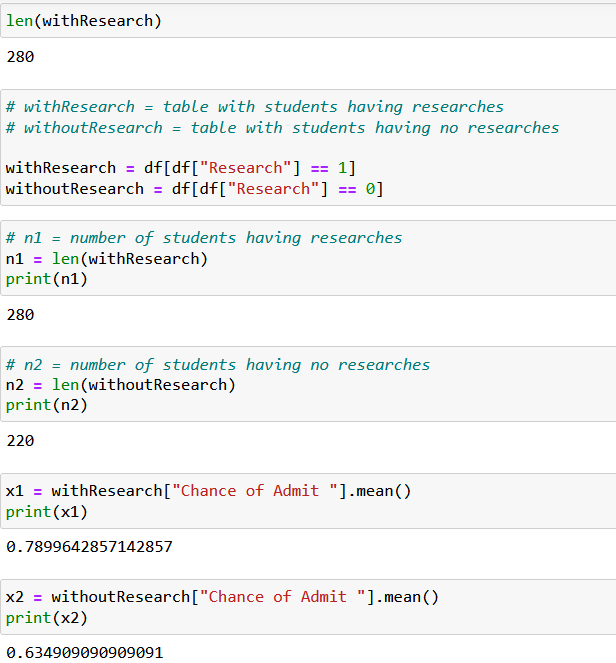 len(withResearch)
280
# withResearch = table with students having researches
# withoutResearch = table with students having no researches
withResearch = df[df["Research"] == 1]
withoutResearch = df[df["Research"] == 0]
# n1 = number of students having researches
n1 = len(withResearch)
print(n1)
280
# n2 = number of students having no researches
n2 = len(withoutResearch)
print(n2)
220
x1 = withResearch["Chance of Admit "].mean()
print(x1)
0.7899642857142857
x2 = withoutResearch["Chance of Admit "].mean()
print(x2)
0.634909090909091